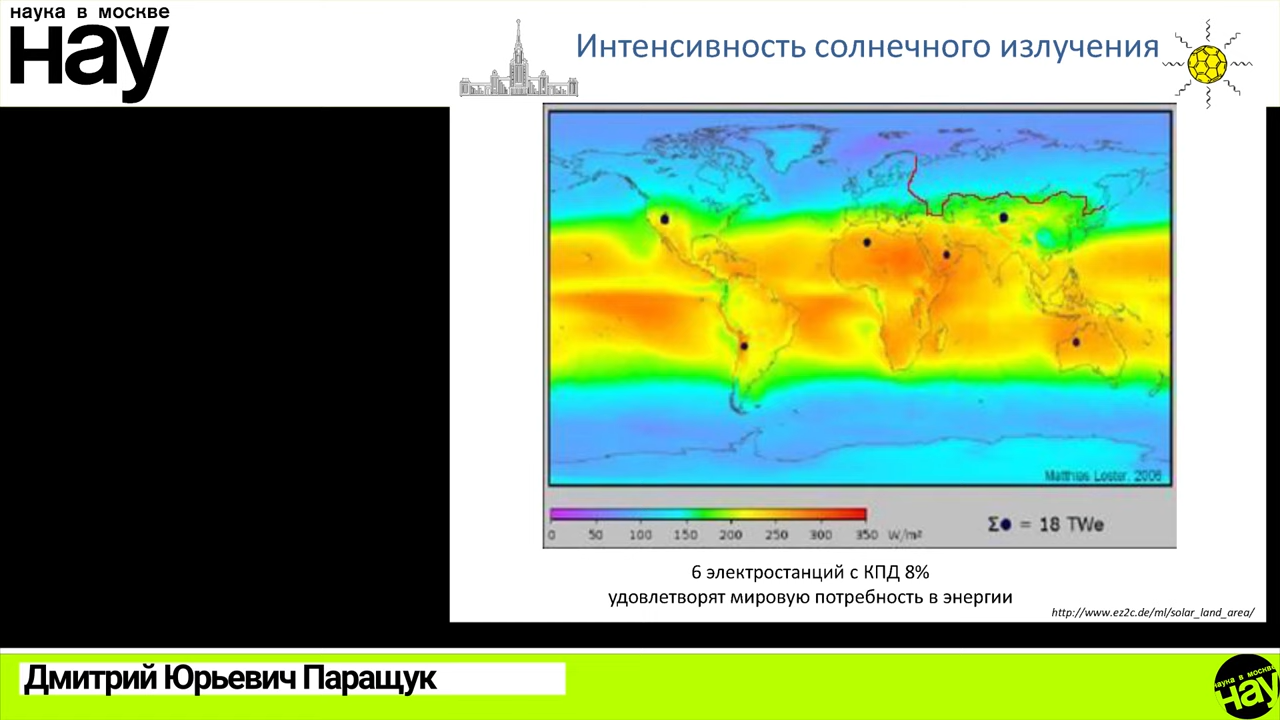 наука в москве
нау
Интенсивность солнечного излучения
Matthias Loster, 2006
0 50 100 150 200 250 300 350 W/m²
Σ● = 18 TWe
6 электростанций с КПД 8%
удовлетворят мировую потребность в энергии
http://www.ez2c.de/ml/solar_land_area/
Дмитрий Юрьевич Паращук
наука в москве
нау